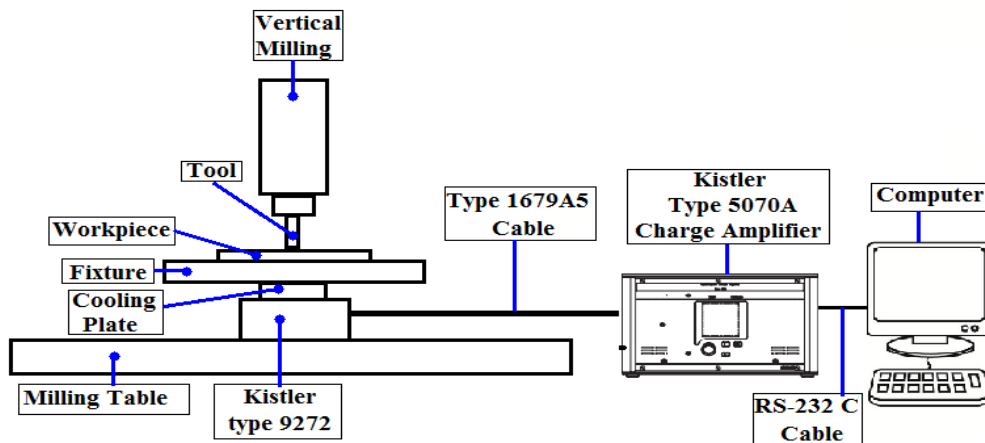 Vertical
Milling
Tool
Workpiece
Fixture
Cooling
Plate
Milling Table
Kistler
type 9272
Type 1679A5
Cable
Kistler
Type 5070A
Charge Amplifier
Computer
RS-232 C
Cable